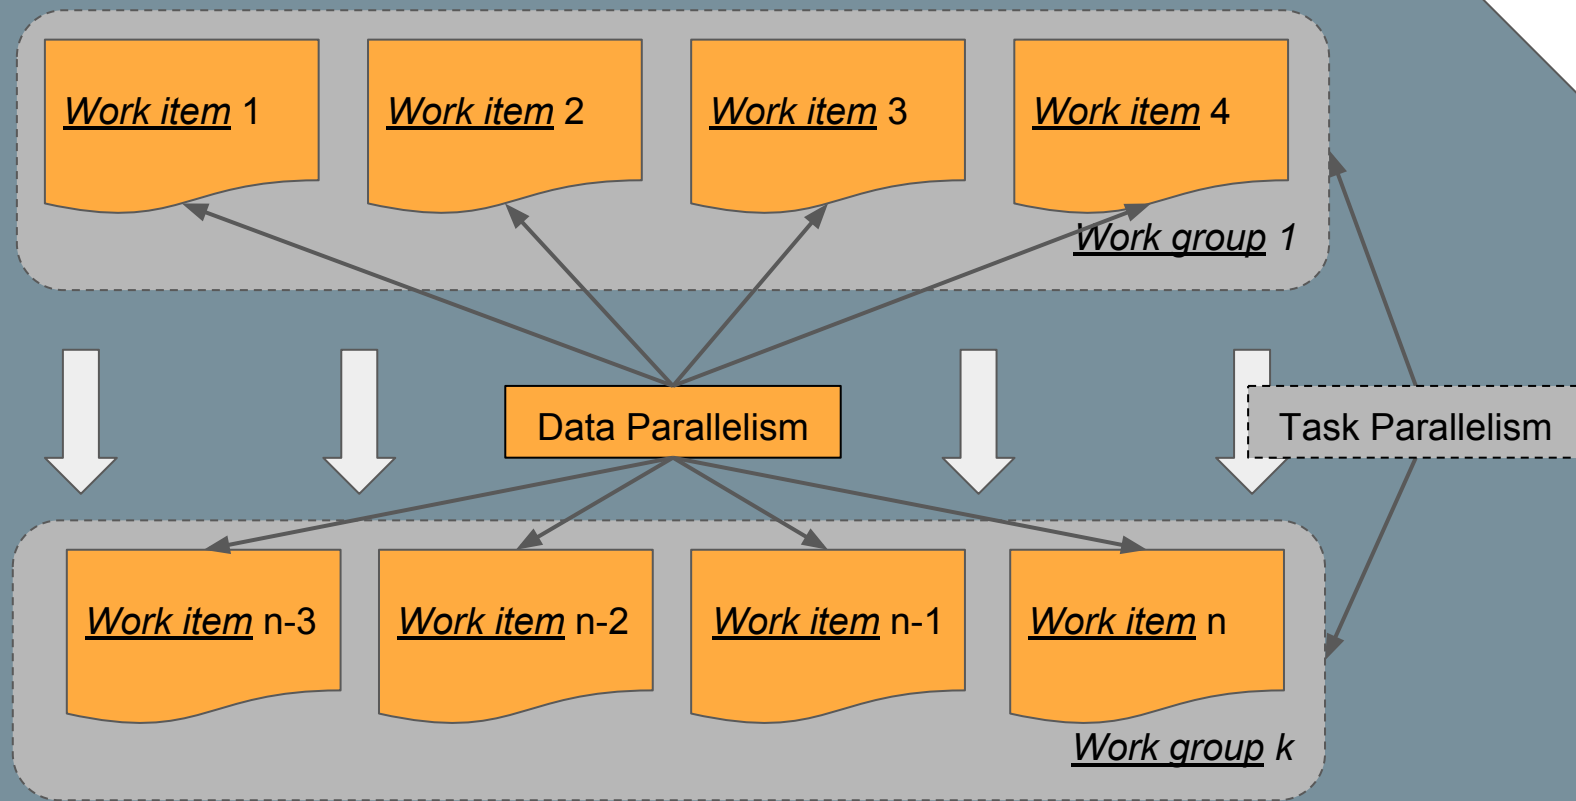 Work item 1
Work item 2
Work item 3
Work item 4
Work group 1
Data Parallelism
Task Parallelism
Work item n-3
Work item n-2
Work item n-1
Work item n
Work group k